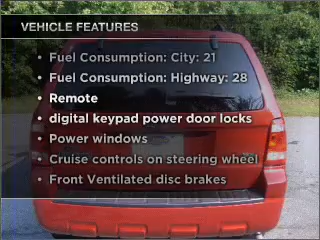 VEHICLE FEATURES
• Fuel Consumption: City: 21
• Fuel Consumption: Highway: 28
• Remote
• digital keypad power door locks
• Power windows
• Cruise controls on steering wheel
• Front Ventilated disc brakes